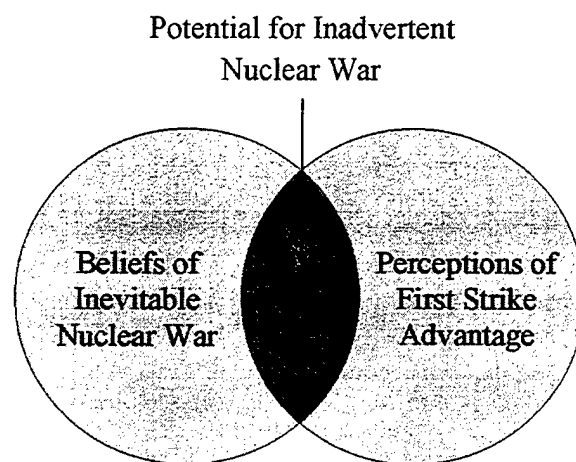 Potential for Inadvertent
Nuclear War
Beliefs of
Inevitable
Nuclear War
Perceptions of
First Strike
Advantage